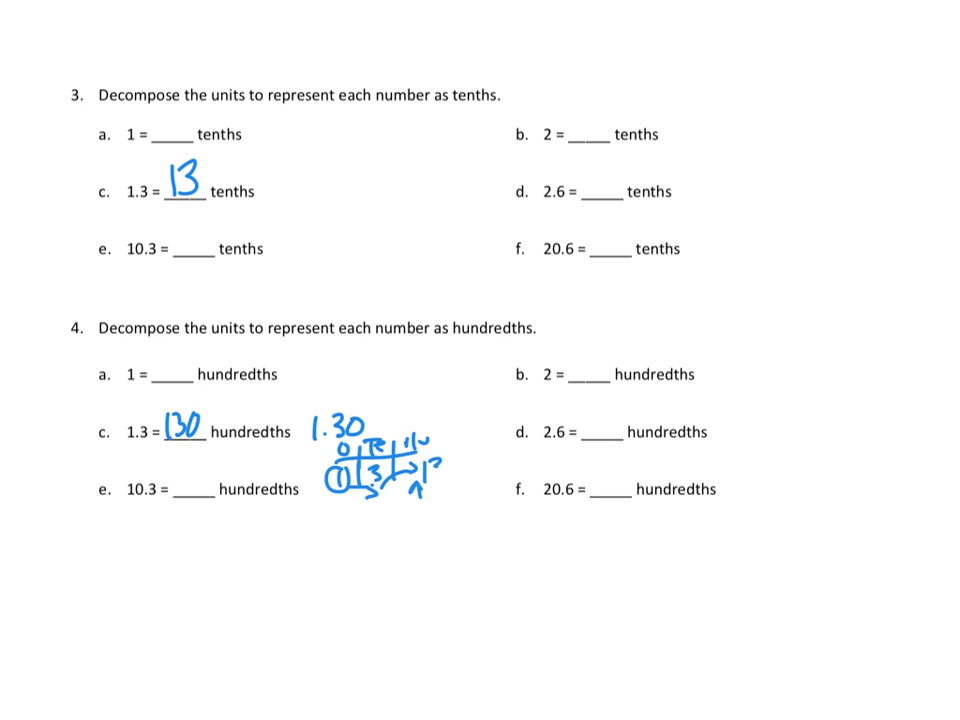 3. Decompose the units to represent each number as tenths.
a. 1 = _____ tenths
b. 2 = _____ tenths
c. 1.3 = 13 tenths
d. 2.6 = _____ tenths
e. 10.3 = _____ tenths
f. 20.6 = _____ tenths
4. Decompose the units to represent each number as hundredths.
a. 1 = _____ hundredths
b. 2 = _____ hundredths
c. 1.3 = 130 hundredths 1.30
d. 2.6 = _____ hundredths
e. 10.3 = _____ hundredths
f. 20.6 = _____ hundredths